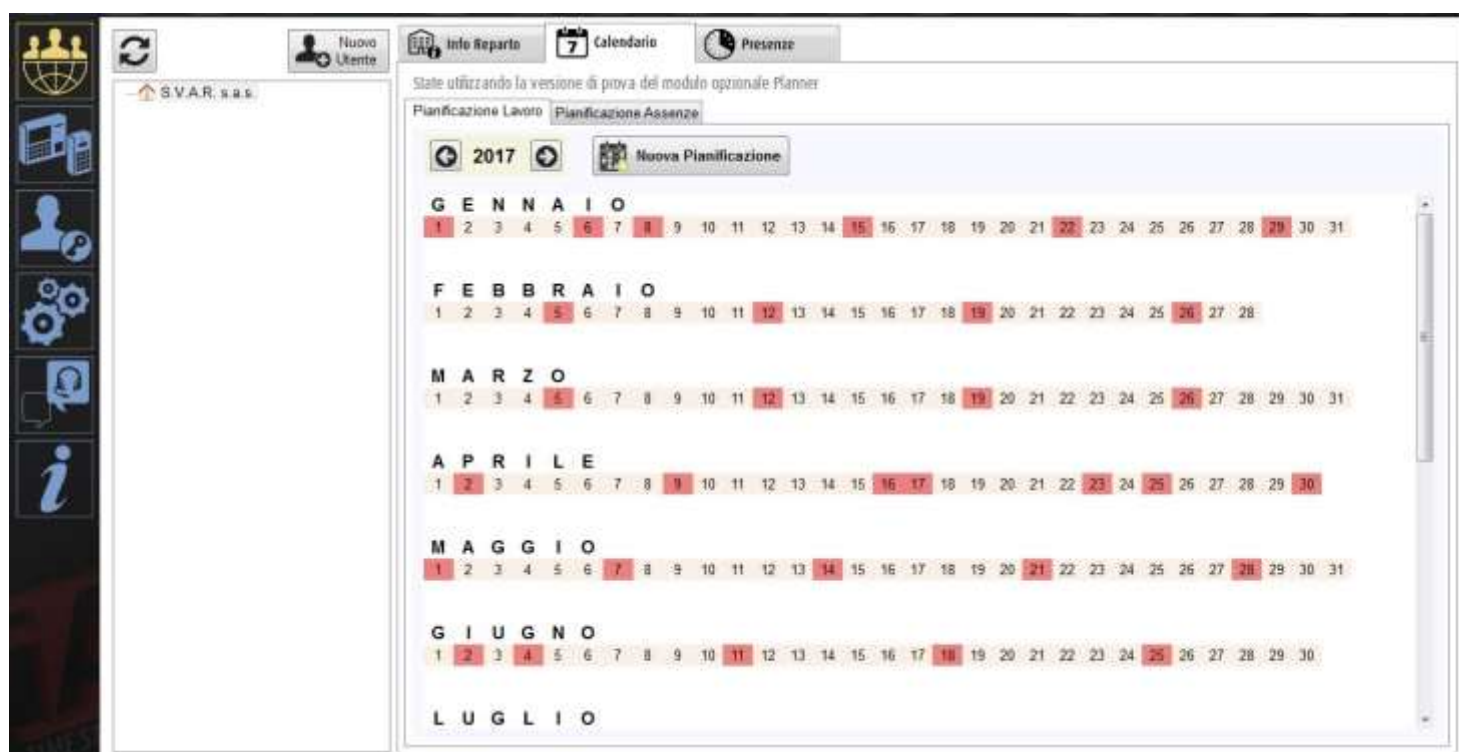 Nuovo
Utente
S.V.A.R. s.a.s.
Info Reparto
7
Calendario
Presenze
State utilizzando la versione di prova del modulo opzionale Planner
Pianificazione Lavoro
Pianificazione Assenze
2017
Nuova Pianificazione
GENNAIO
1 2 3 4 5 6 7 8 9 10 11 12 13 14 15 16 17 18 19 20 21 22 23 24 25 26 27 28 29 30 31
FEBBRAIO
1 2 3 4 5 6 7 8 9 10 11 12 13 14 15 16 17 18 19 20 21 22 23 24 25 26 27 28
MARZO
1 2 3 4 5 6 7 8 9 10 11 12 13 14 15 16 17 18 19 20 21 22 23 24 25 26 27 28 29 30 31
APRILE
1 2 3 4 5 6 7 8 9 10 11 12 13 14 15 16 17 18 19 20 21 22 23 24 25 26 27 28 29 30
MAGGIO
1 2 3 4 5 6 7 8 9 10 11 12 13 14 15 16 17 18 19 20 21 22 23 24 25 26 27 28 29 30 31
GIUGNO
1 2 3 4 5 6 7 8 9 10 11 12 13 14 15 16 17 18 19 20 21 22 23 24 25 26 27 28 29 30
LUGLIO